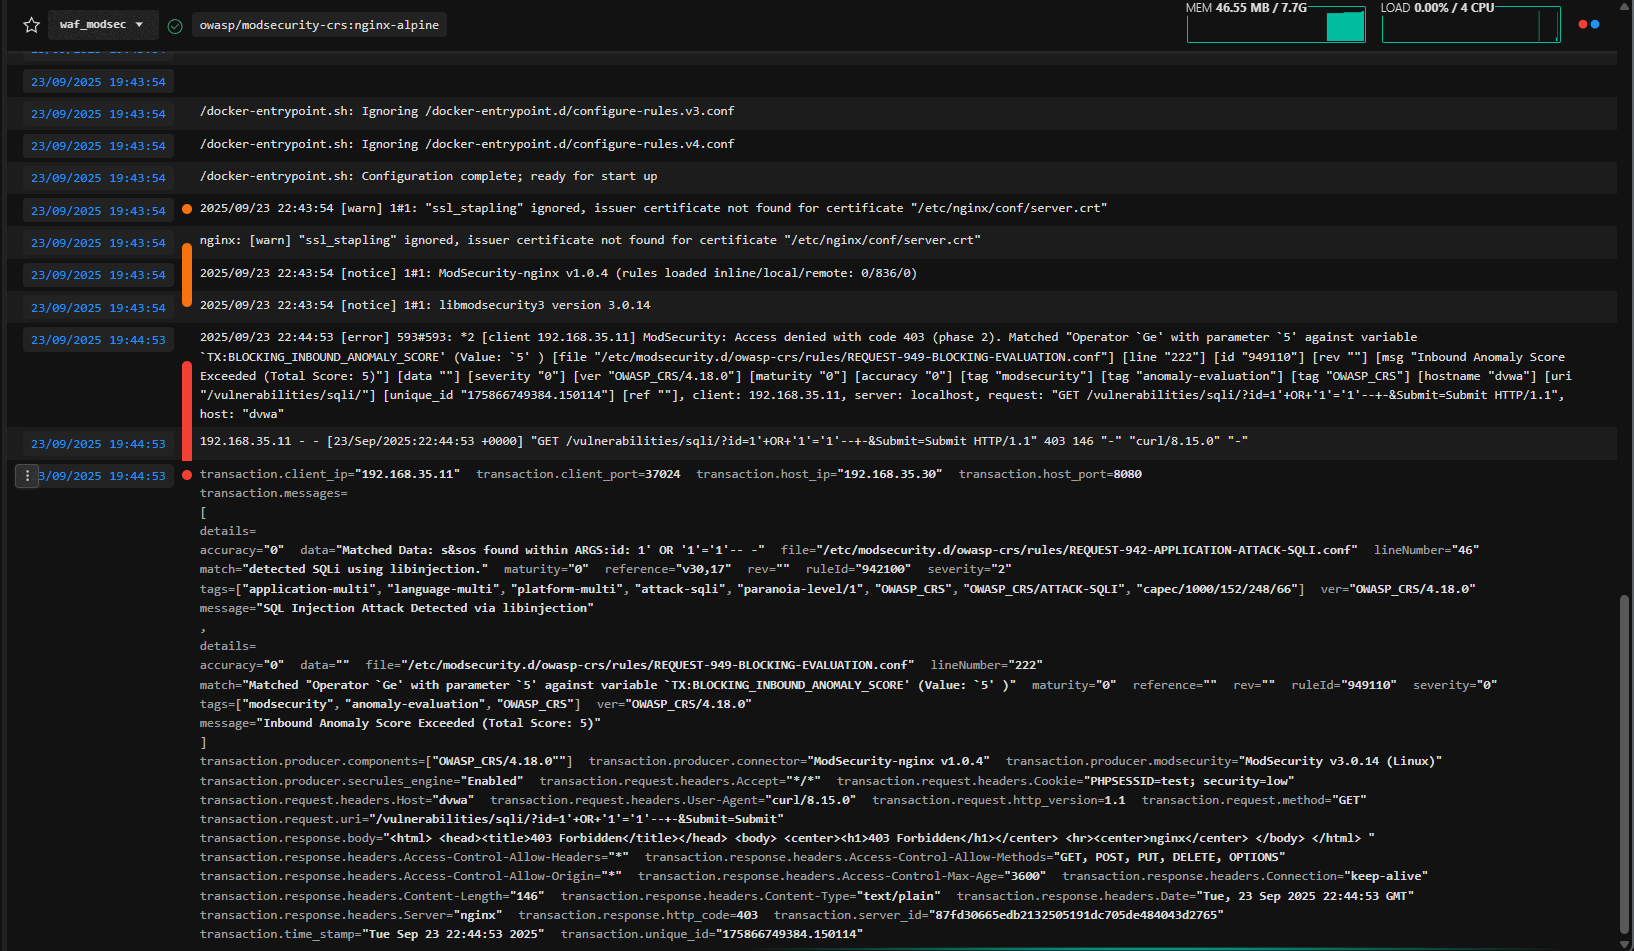 waf_modsec owasp/modsecurity-crs:nginx-alpine MEM 46.55 MB / 7.7G LOAD 0.00% / 4 CPU
23/09/2025 19:43:54
23/09/2025 19:43:54
23/09/2025 19:43:54 /docker-entrypoint.sh: Ignoring /docker-entrypoint.d/configure-rules.v3.conf
23/09/2025 19:43:54 /docker-entrypoint.sh: Ignoring /docker-entrypoint.d/configure-rules.v4.conf
23/09/2025 19:43:54 /docker-entrypoint.sh: Configuration complete; ready for start up
23/09/2025 19:43:54 2025/09/23 22:43:54 [warn] 1#1: "ssl_stapling" ignored, issuer certificate not found for certificate "/etc/nginx/conf/server.crt"
23/09/2025 19:43:54 nginx: [warn] "ssl_stapling" ignored, issuer certificate not found for certificate "/etc/nginx/conf/server.crt"
23/09/2025 19:43:54 2025/09/23 22:43:54 [notice] 1#1: ModSecurity-nginx v1.0.4 (rules loaded inline/local/remote: 0/836/0)
23/09/2025 19:43:54 2025/09/23 22:43:54 [notice] 1#1: libmodsecurity3 version 3.0.14
23/09/2025 19:44:53 2025/09/23 22:44:53 [error] 593#593: *2 [client 192.168.35.11] ModSecurity: Access denied with code 403 (phase 2). Matched "Operator `Ge' with parameter `5' against variable
`TX:BLOCKING_INBOUND_ANOMALY_SCORE' (Value: `5' ) [file "/etc/modsecurity.d/owasp-crs/rules/REQUEST-949-BLOCKING-EVALUATION.conf"] [line "222"] [id "949110"] [rev ""] [msg "Inbound Anomaly Score
Exceeded (Total Score: 5)"] [data ""] [severity "0"] [ver "OWASP_CRS/4.18.0"] [maturity "0"] [accuracy "0"] [tag "modsecurity"] [tag "anomaly-evaluation"] [tag "OWASP_CRS"] [hostname "dvwa"] [uri
"/vulnerabilities/sqli/"] [unique_id "175866749384.150114"] [ref ""], client: 192.168.35.11, server: localhost, request: "GET /vulnerabilities/sqli/?id=1'+OR+'1'='1'--+-&Submit=Submit HTTP/1.1",
host: "dvwa"
23/09/2025 19:44:53 192.168.35.11 - - [23/Sep/2025:22:44:53 +0000] "GET /vulnerabilities/sqli/?id=1'+OR+'1'='1'--+-&Submit=Submit HTTP/1.1" 403 146 "-" "curl/8.15.0" "-"
3/09/2025 19:44:53 transaction.client_ip="192.168.35.11" transaction.client_port=37024 transaction.host_ip="192.168.35.30" transaction.host_port=8080
transaction.messages=
[
details=
accuracy="0" data="Matched Data: s&sos found within ARGS:id: 1' OR '1'='1'-- -" file="/etc/modsecurity.d/owasp-crs/rules/REQUEST-942-APPLICATION-ATTACK-SQLI.conf" lineNumber="46"
match="detected SQLi using libinjection." maturity="0" reference="v30,17" rev="" ruleId="942100" severity="2"
tags=["application-multi", "language-multi", "platform-multi", "attack-sqli", "paranoia-level/1", "OWASP_CRS", "OWASP_CRS/ATTACK-SQLI", "capec/1000/152/248/66"] ver="OWASP_CRS/4.18.0"
message="SQL Injection Attack Detected via libinjection"
,
details=
accuracy="0" data="" file="/etc/modsecurity.d/owasp-crs/rules/REQUEST-949-BLOCKING-EVALUATION.conf" lineNumber="222"
match="Matched "Operator `Ge' with parameter `5' against variable `TX:BLOCKING_INBOUND_ANOMALY_SCORE' (Value: `5' )" maturity="0" reference="" rev="" ruleId="949110" severity="0"
tags=["modsecurity", "anomaly-evaluation", "OWASP_CRS"] ver="OWASP_CRS/4.18.0"
message="Inbound Anomaly Score Exceeded (Total Score: 5)"
]
transaction.producer.components=["OWASP_CRS/4.18.0""] transaction.producer.connector="ModSecurity-nginx v1.0.4" transaction.producer.modsecurity="ModSecurity v3.0.14 (Linux)"
transaction.producer.secrules_engine="Enabled" transaction.request.headers.Accept="*/*" transaction.request.headers.Cookie="PHPSESSID=test; security=low"
transaction.request.headers.Host="dvwa" transaction.request.headers.User-Agent="curl/8.15.0" transaction.request.http_version=1.1 transaction.request.method="GET"
transaction.request.uri="/vulnerabilities/sqli/?id=1'+OR+'1'='1'--+-&Submit=Submit"
transaction.response.body="<html> <head><title>403 Forbidden</title></head> <body> <center><h1>403 Forbidden</h1></center> <hr><center>nginx</center> </body> </html> "
transaction.response.headers.Access-Control-Allow-Headers="*" transaction.response.headers.Access-Control-Allow-Methods="GET, POST, PUT, DELETE, OPTIONS"
transaction.response.headers.Access-Control-Allow-Origin="*" transaction.response.headers.Access-Control-Max-Age="3600" transaction.response.headers.Connection="keep-alive"
transaction.response.headers.Content-Length="146" transaction.response.headers.Content-Type="text/plain" transaction.response.headers.Date="Tue, 23 Sep 2025 22:44:53 GMT"
transaction.response.headers.Server="nginx" transaction.response.http_code=403 transaction.server_id="87fd30665edb2132505191dc705de484043d2765"
transaction.time_stamp="Tue Sep 23 22:44:53 2025" transaction.unique_id="175866749384.150114"